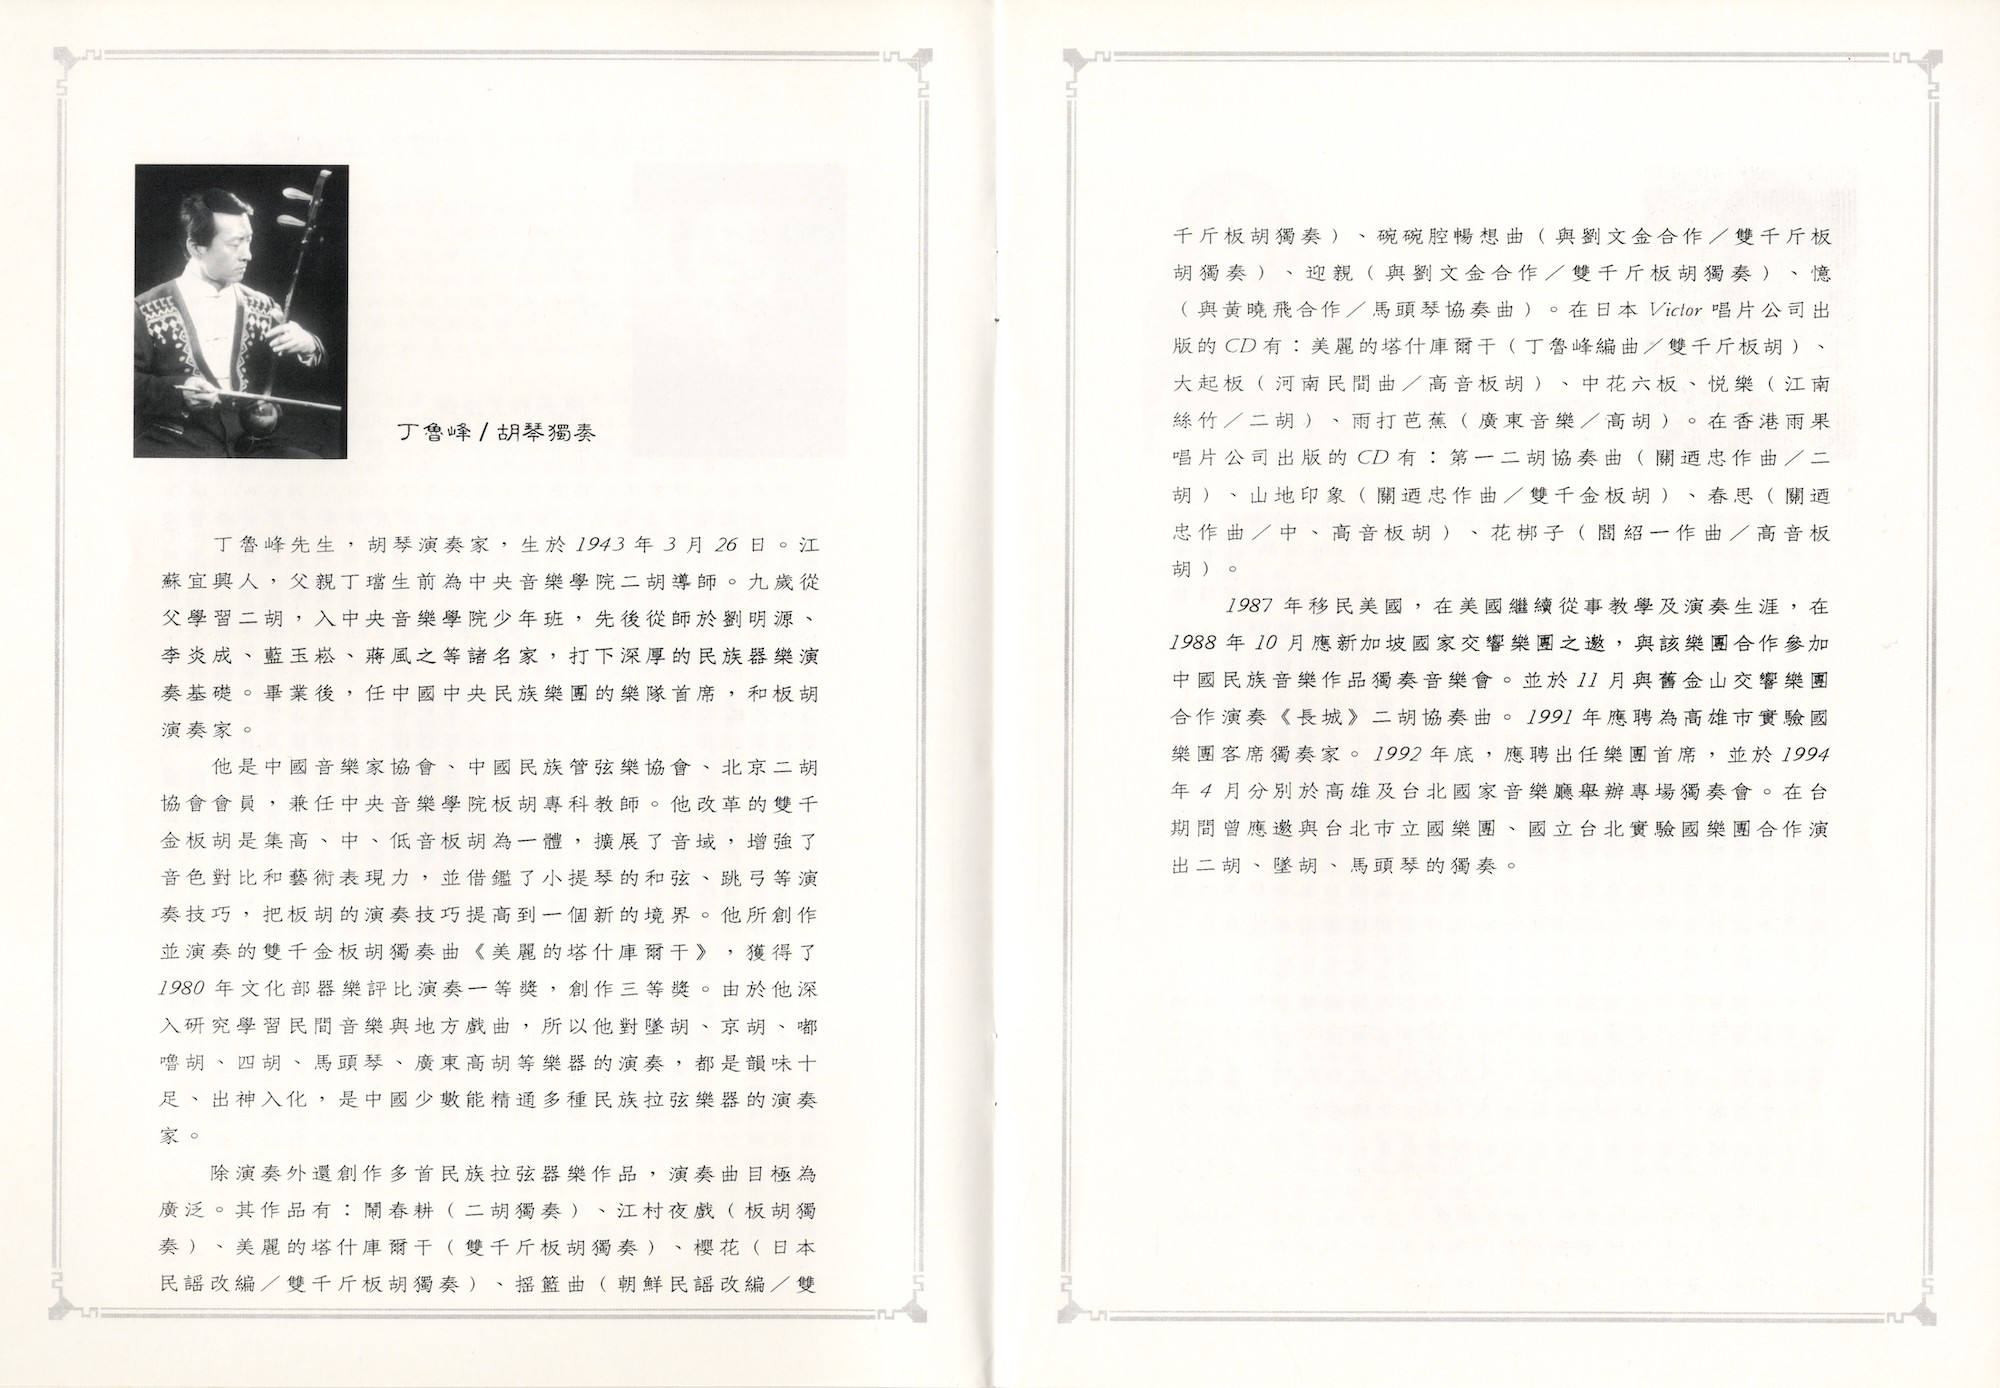 丁魯峰 / 胡琴獨奏
丁魯峰先生，胡琴演奏家，生於 1943 年 3 月 26 日。江
蘇宜興人，父親丁璫生前為中央音樂學院二胡導師。九歲從
父學習二胡，入中央音樂學院少年班，先後從師於劉明源、
李炎成、藍玉崧、蔣風之等諸名家，打下深厚的民族器樂演
奏基礎。畢業後，任中國中央民族樂團的樂隊首席，和板胡
演奏家。
他是中國音樂家協會、中國民族管弦樂協會、北京二胡
協會會員，兼任中央音樂學院板胡專科教師。他改革的雙千
金板胡是集高、中、低音板胡為一體，擴展了音域，增強了
音色對比和藝術表現力，並借鑑了小提琴的和弦、跳弓等演
奏技巧，把板胡的演奏技巧提高到一個新的境界。他所創作
並演奏的雙千金板胡獨奏曲《美麗的塔什庫爾干》，獲得了
1980 年文化部器樂評比演奏一等獎，創作三等獎。由於他深
入研究學習民間音樂與地方戲曲，所以他對墜胡、京胡、嘟
嚕胡、四胡、馬頭琴、廣東高胡等樂器的演奏，都是韻味十
足、出神入化，是中國少數能精通多種民族拉弦樂器的演奏
家。
除演奏外還創作多首民族拉弦器樂作品，演奏曲目極為
廣泛。其作品有：鬧春耕（二胡獨奏）、江村夜戲（板胡獨
奏）、美麗的塔什庫爾干（雙千斤板胡獨奏）、櫻花（日本
民謠改編／雙千斤板胡獨奏）、搖籃曲（朝鮮民謠改編／雙
千斤板胡獨奏）、碗碗腔暢想曲（與劉文金合作／雙千斤板
胡獨奏）、迎親（與劉文金合作／雙千斤板胡獨奏）、憶
（與黃曉飛合作／馬頭琴協奏曲）。在日本 Victor 唱片公司出
版的 CD 有：美麗的塔什庫爾干（丁魯峰編曲／雙千斤板胡）、
大起板（河南民間曲／高音板胡）、中花六板、悅樂（江南
絲竹／二胡）、雨打芭蕉（廣東音樂／高胡）。在香港雨果
唱片公司出版的 CD 有：第一二胡協奏曲（關迺忠作曲／二
胡）、山地印象（關迺忠作曲／雙千金板胡）、春思（關迺
忠作曲／中、高音板胡）、花梆子（閻紹一作曲／高音板
胡）。
1987 年移民美國，在美國繼續從事教學及演奏生涯，在
1988 年 10 月應新加坡國家交響樂團之邀，與該樂團合作參加
中國民族音樂作品獨奏音樂會。並於 11 月與舊金山交響樂團
合作演奏《長城》二胡協奏曲。1991 年應聘為高雄市實驗國
樂團客席獨奏家。1992 年底，應聘出任樂團首席，並於 1994
年 4 月分別於高雄及台北國家音樂廳舉辦專場獨奏會。在台
期間曾應邀與台北市立國樂團、國立台北實驗國樂團合作演
出二胡、墜胡、馬頭琴的獨奏。